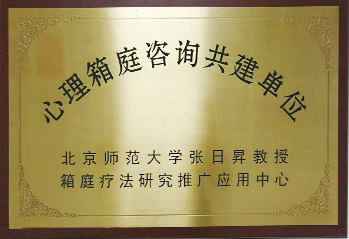 心理箱庭咨询共建单位
北京师范大学张日昇教授
箱庭疗法研究推广应用中心